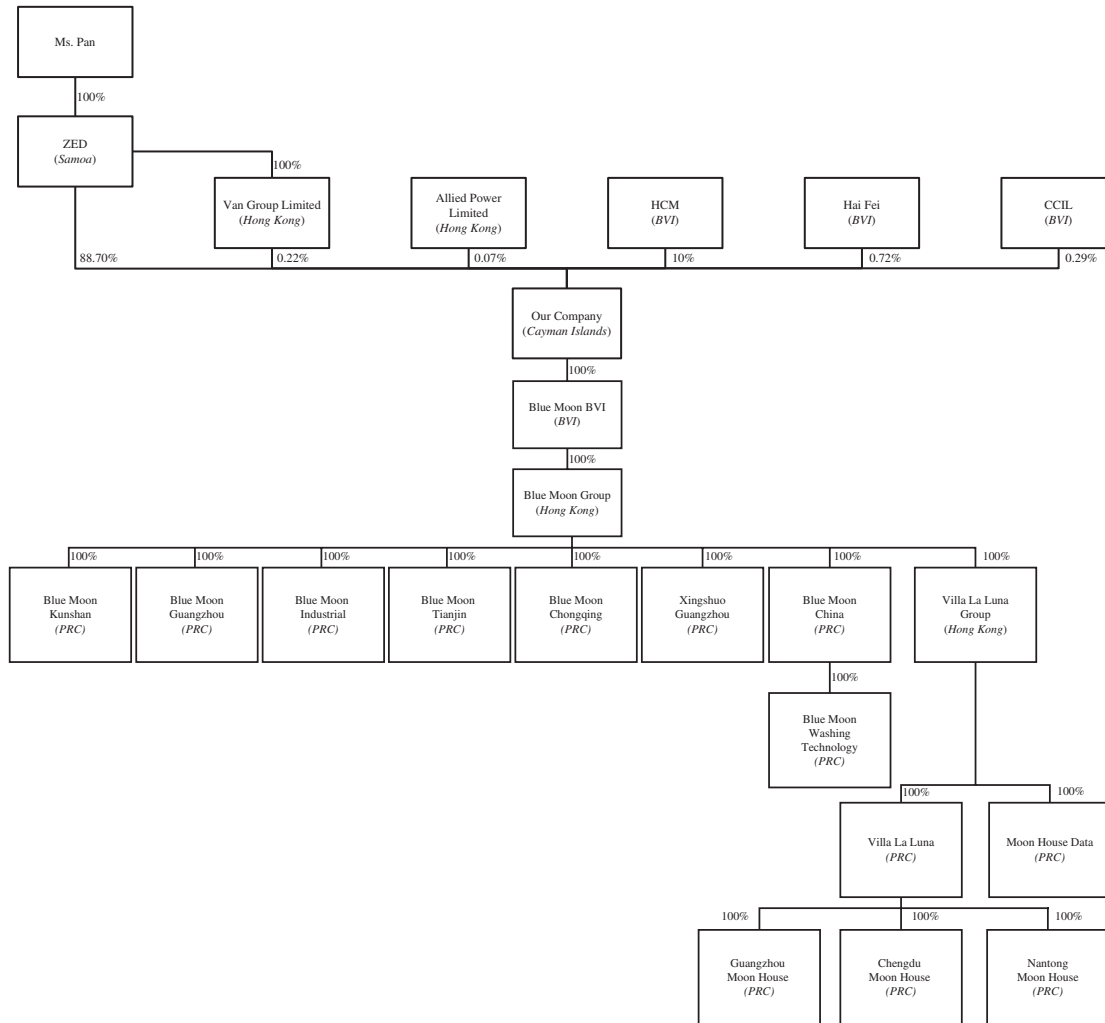 Ms. Pan
100%
ZED
(Samoa)
100%
Van Group Limited
(Hong Kong)
Allied Power
Limited
(Hong Kong)
HCM
(BVI)
Hai Fei
(BVI)
CCIL
(BVI)
88.70%
0.22%
0.07%
10%
0.72%
0.29%
Our Company
(Cayman Islands)
100%
Blue Moon BVI
(BVI)
100%
Blue Moon Group
(Hong Kong)
100%
100%
100%
100%
100%
100%
100%
100%
Blue Moon
Kunshan
(PRC)
Blue Moon
Guangzhou
(PRC)
Blue Moon
Industrial
(PRC)
Blue Moon
Tianjin
(PRC)
Blue Moon
Chongqing
(PRC)
Xingshuo
Guangzhou
(PRC)
Blue Moon
China
(PRC)
Villa La Luna
Group
(Hong Kong)
100%
Blue Moon
Washing
Technology
(PRC)
100%
100%
Villa La Luna
(PRC)
Moon House Data
(PRC)
100%
100%
100%
Guangzhou
Moon House
(PRC)
Chengdu
Moon House
(PRC)
Nantong
Moon House
(PRC)